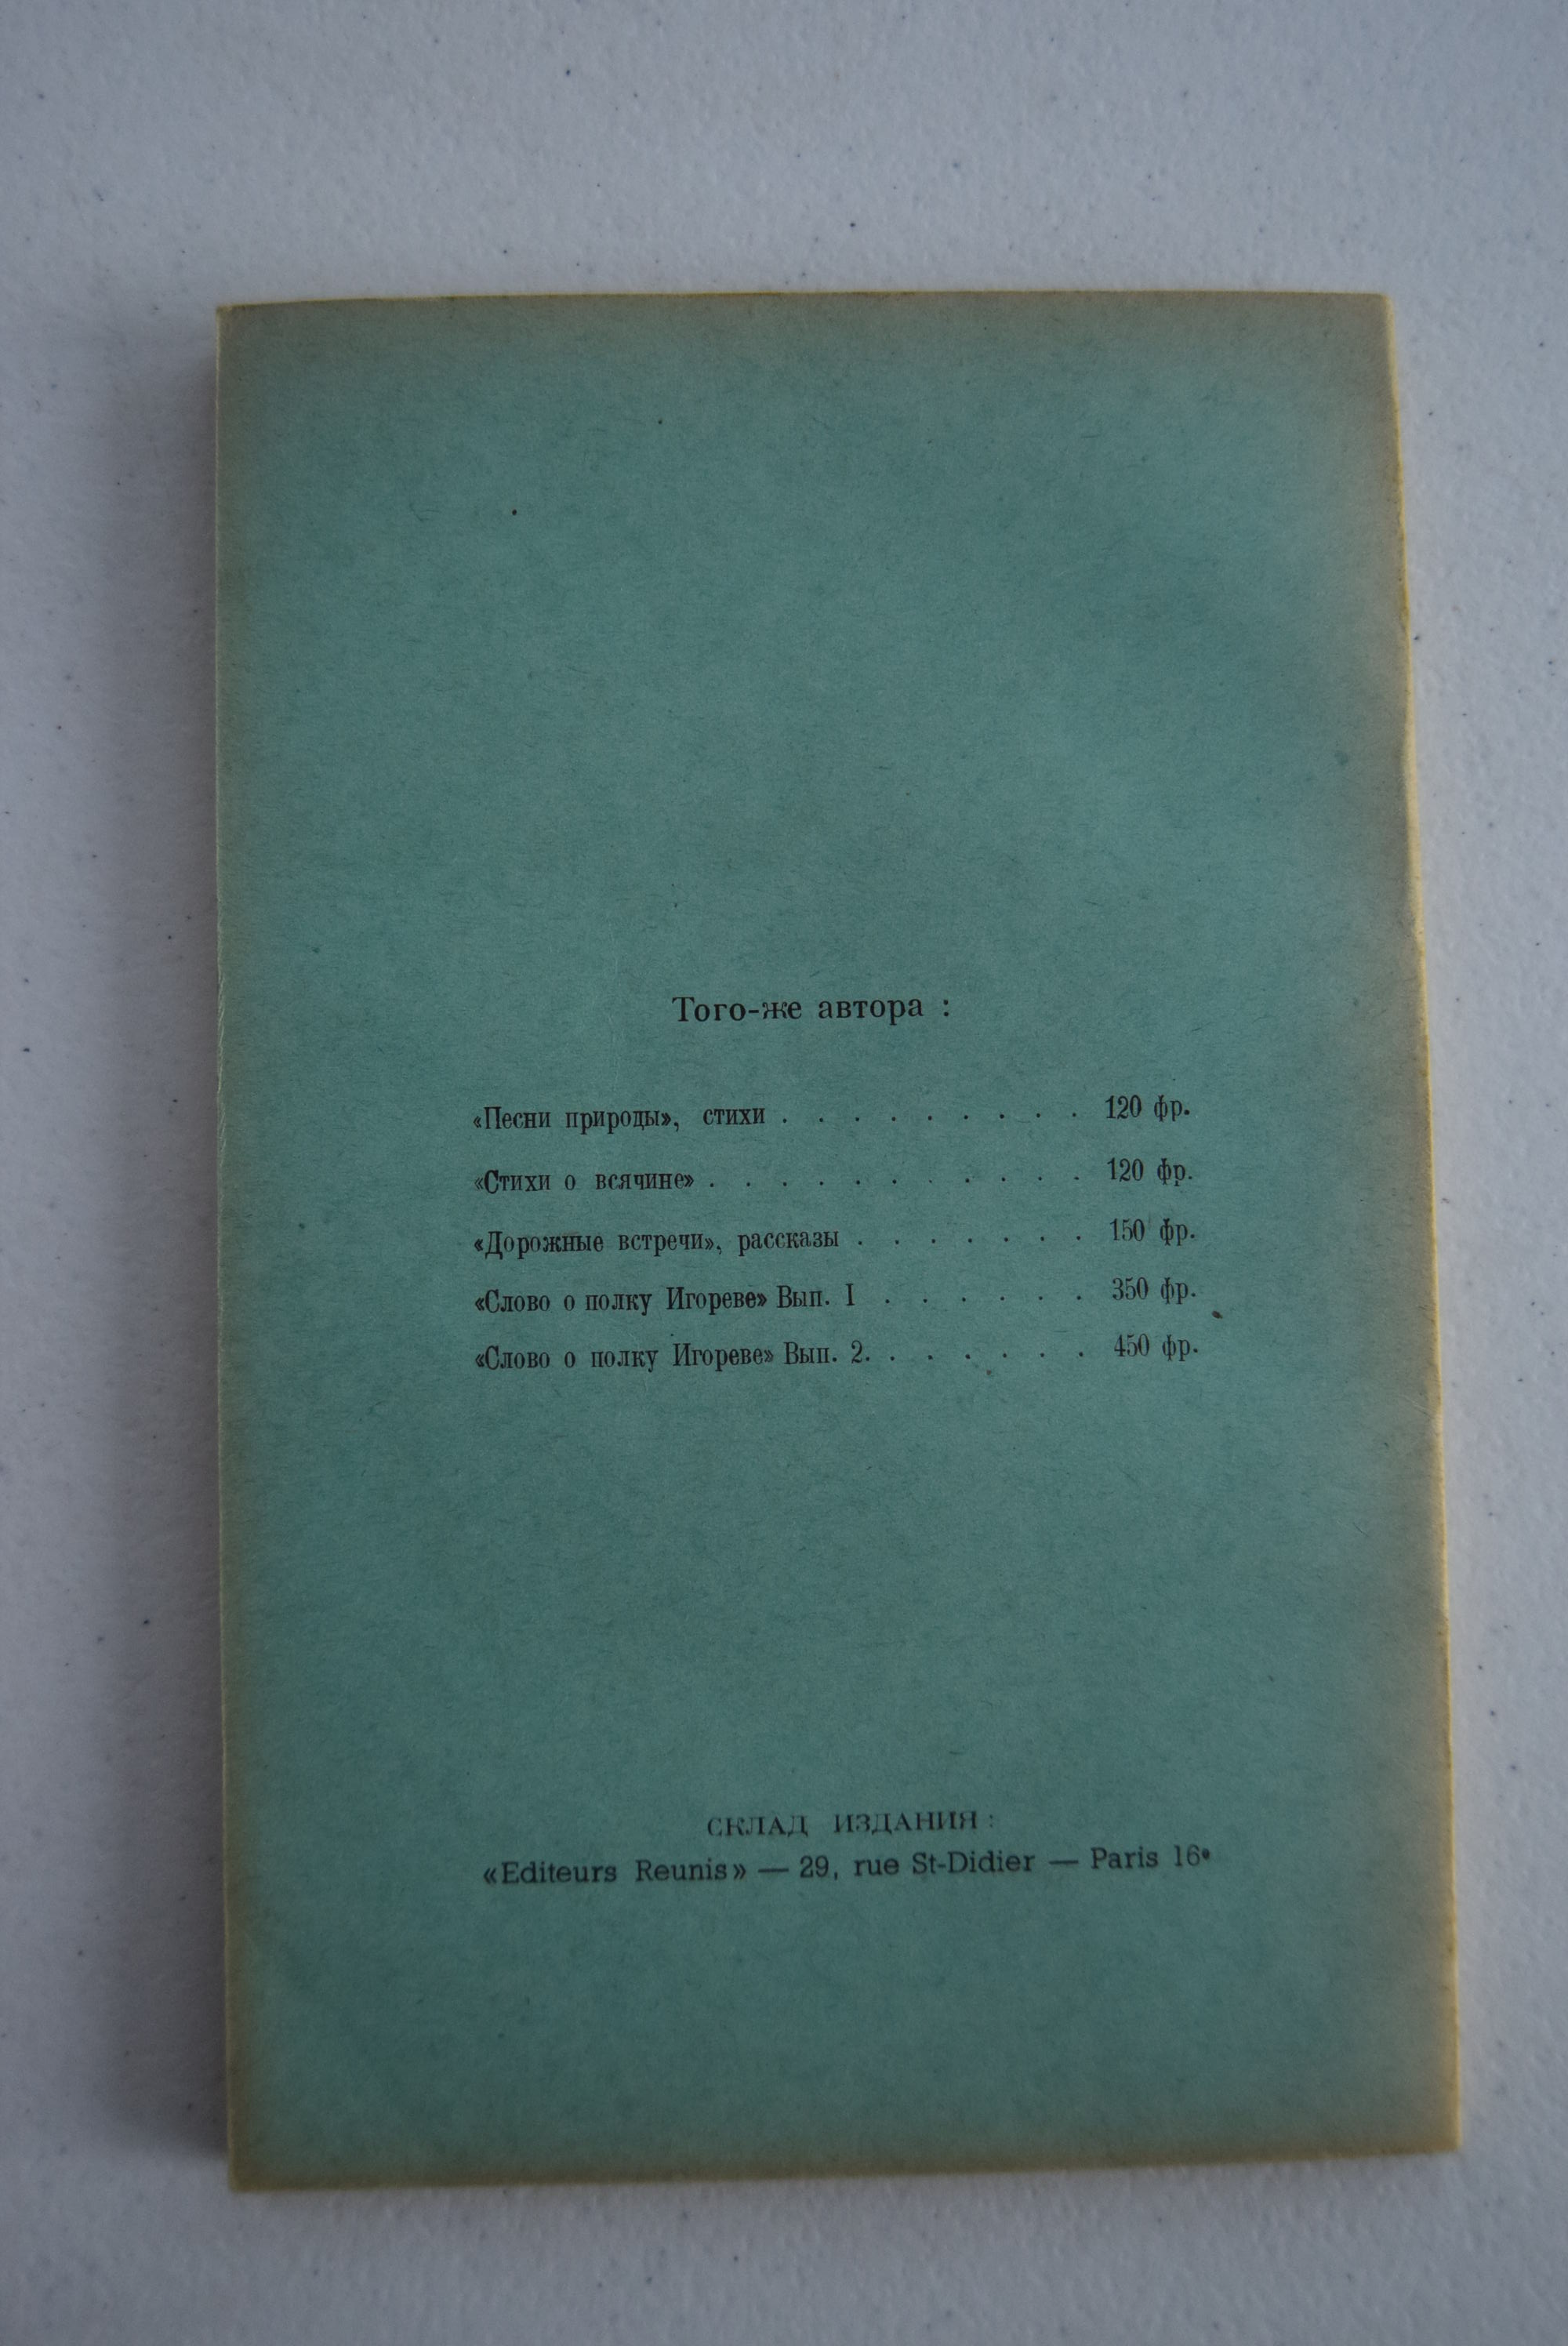 Того-же автора :
«Песни природы», стихи . . . . . . . . . 120 фр.
«Стихи о всячине» . . . . . . . . . . . 120 фр.
«Дорожные встречи», рассказы . . . . . . . 150 фр.
«Слово о полку Игореве» Вып. I . . . . . . 350 фр.
«Слово о полку Игореве» Вып. 2. . . . . . . 450 фр.
СКЛАД ИЗДАНИЯ :
«Editeurs Reunis» — 29, rue St-Didier — Paris 16e